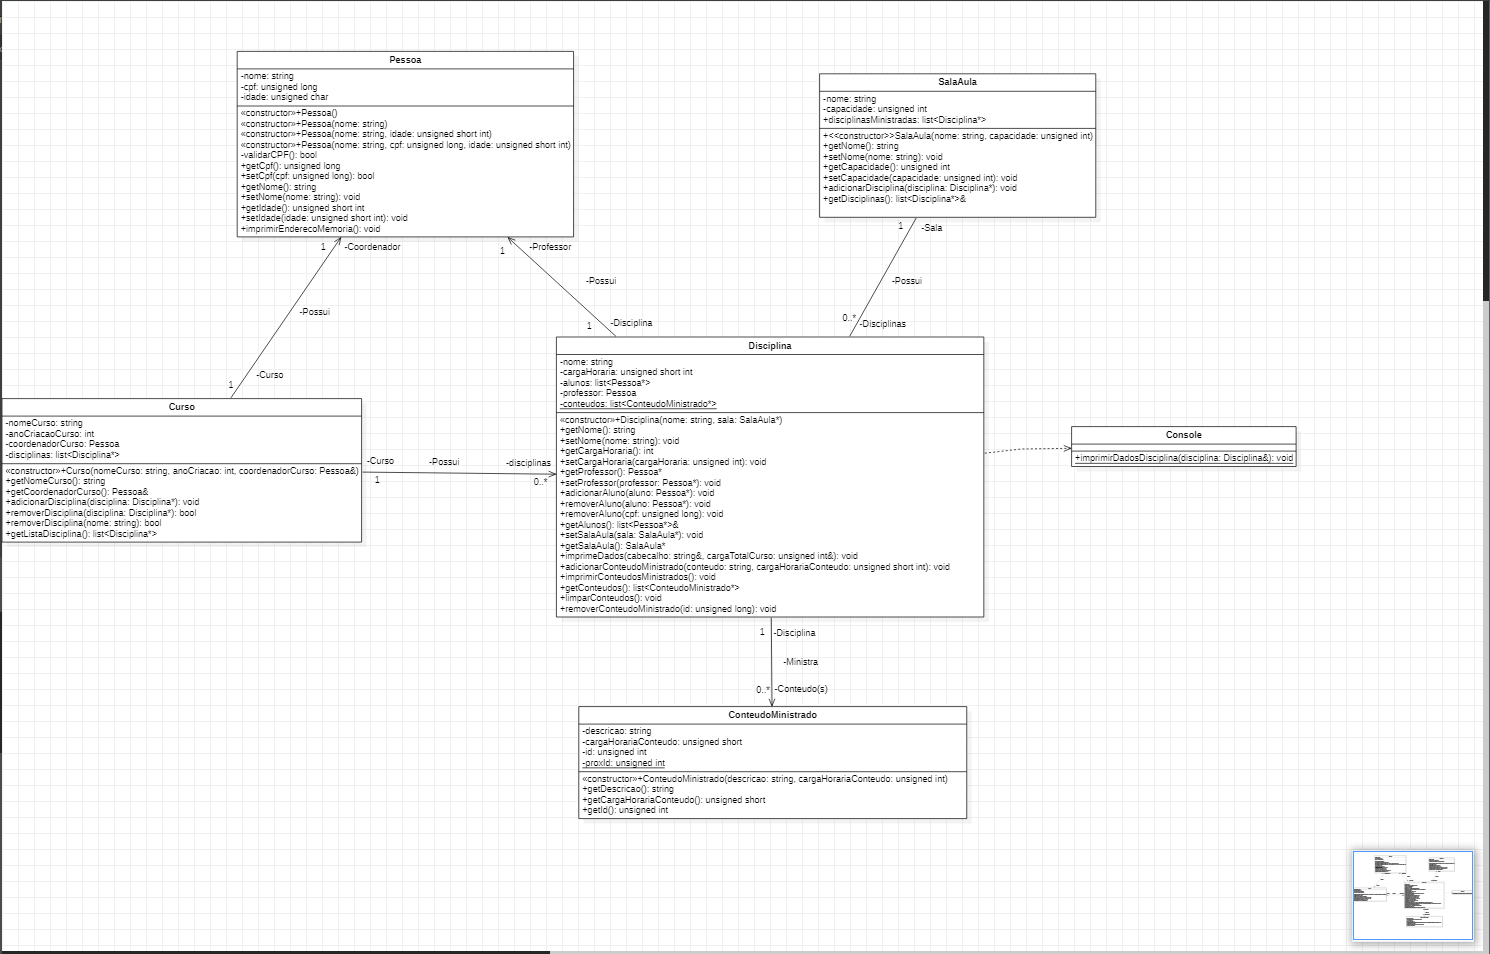 Pessoa
-nome: string
-cpf: unsigned long
-idade: unsigned char
«constructor»+Pessoa()
«constructor»+Pessoa(nome: string)
«constructor»+Pessoa(nome: string, idade: unsigned short int)
«constructor»+Pessoa(nome: string, cpf: unsigned long, idade: unsigned short int)
-validarCPF(): bool
+getCpf(): unsigned long
+setCpf(cpf: unsigned long): bool
+getNome(): string
+setNome(nome: string): void
+getIdade(): unsigned short int
+setIdade(idade: unsigned short int): void
+imprimirEnderecoMemoria(): void
SalaAula
-nome: string
-capacidade: unsigned int
+disciplinasMinistradas: list<Disciplina*>
+<<constructor>>SalaAula(nome: string, capacidade: unsigned int)
+getNome(): string
+setNome(nome: string): void
+getCapacidade(): unsigned int
+setCapacidade(capacidade: unsigned int): void
+adicionarDisciplina(disciplina: Disciplina*): void
+getDisciplinas(): list<Disciplina*>&
1
-Coordenador
1
-Professor
1
-Sala
-Possui
-Possui
-Possui
1
-Curso
1
-Disciplina
0..*
-Disciplinas
Curso
-nomeCurso: string
-anoCriacaoCurso: int
-coordenadorCurso: Pessoa
-disciplinas: list<Disciplina*>
«constructor»+Curso(nomeCurso: string, anoCriacao: int, coordenadorCurso: Pessoa&)
+getNomeCurso(): string
+getCoordenadorCurso(): Pessoa&
+adicionarDisciplina(disciplina: Disciplina*): void
+removerDisciplina(disciplina: Disciplina*): bool
+removerDisciplina(nome: string): bool
+getListaDisciplina(): list<Disciplina*>
-Curso
-Possui
-disciplinas
1
0..*
Disciplina
-nome: string
-cargaHoraria: unsigned short int
-alunos: list<Pessoa*>
-professor: Pessoa
-conteudos: list<ConteudoMinistrado*>
«constructor»+Disciplina(nome: string, sala: SalaAula*)
+getNome(): string
+setNome(nome: string): void
+getCargaHoraria(): int
+setCargaHoraria(cargaHoraria: unsigned int): void
+getProfessor(): Pessoa*
+setProfessor(professor: Pessoa*): void
+adicionarAluno(aluno: Pessoa*): void
+removerAluno(aluno: Pessoa*): void
+removerAluno(cpf: unsigned long): void
+getAlunos(): list<Pessoa*>&
+setSalaAula(sala: SalaAula*): void
+getSalaAula(): SalaAula*
+imprimeDados(cabecalho: string&, cargaTotalCurso: unsigned int&): void
+adicionarConteudoMinistrado(conteudo: string, cargaHorariaConteudo: unsigned short int): void
+imprimirConteudosMinistrados(): void
+getConteudos(): list<ConteudoMinistrado*>
+limparConteudos(): void
+removerConteudoMinistrado(id: unsigned long): void
Console
+imprimirDadosDisciplina(disciplina: Disciplina&): void
1
-Disciplina
-Ministra
0..*
-Conteudo(s)
ConteudoMinistrado
-descricao: string
-cargaHorariaConteudo: unsigned short
-id: unsigned int
-proxId: unsigned int
«constructor»+ConteudoMinistrado(descricao: string, cargaHorariaConteudo: unsigned int)
+getDescricao(): string
+getCargaHorariaConteudo(): unsigned short
+getId(): unsigned int